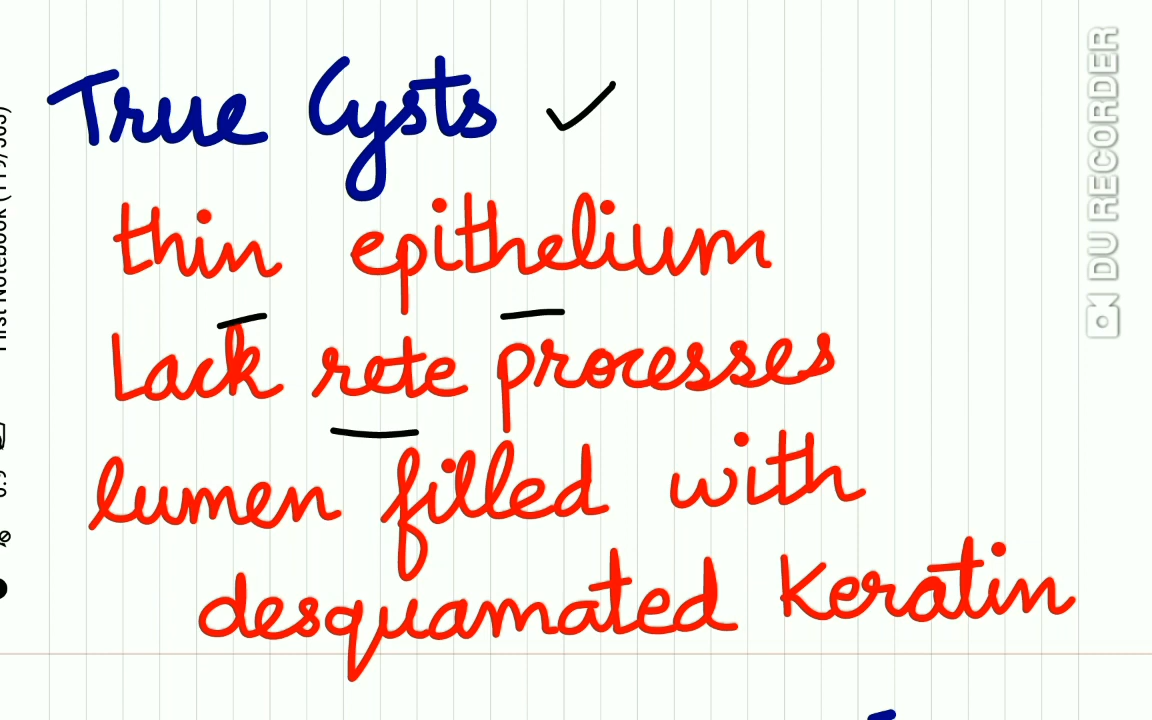 True Cysts ✓
thin epithelium
Lack rete processes
lumen filled with
desquamated Keratin
DU RECORDER